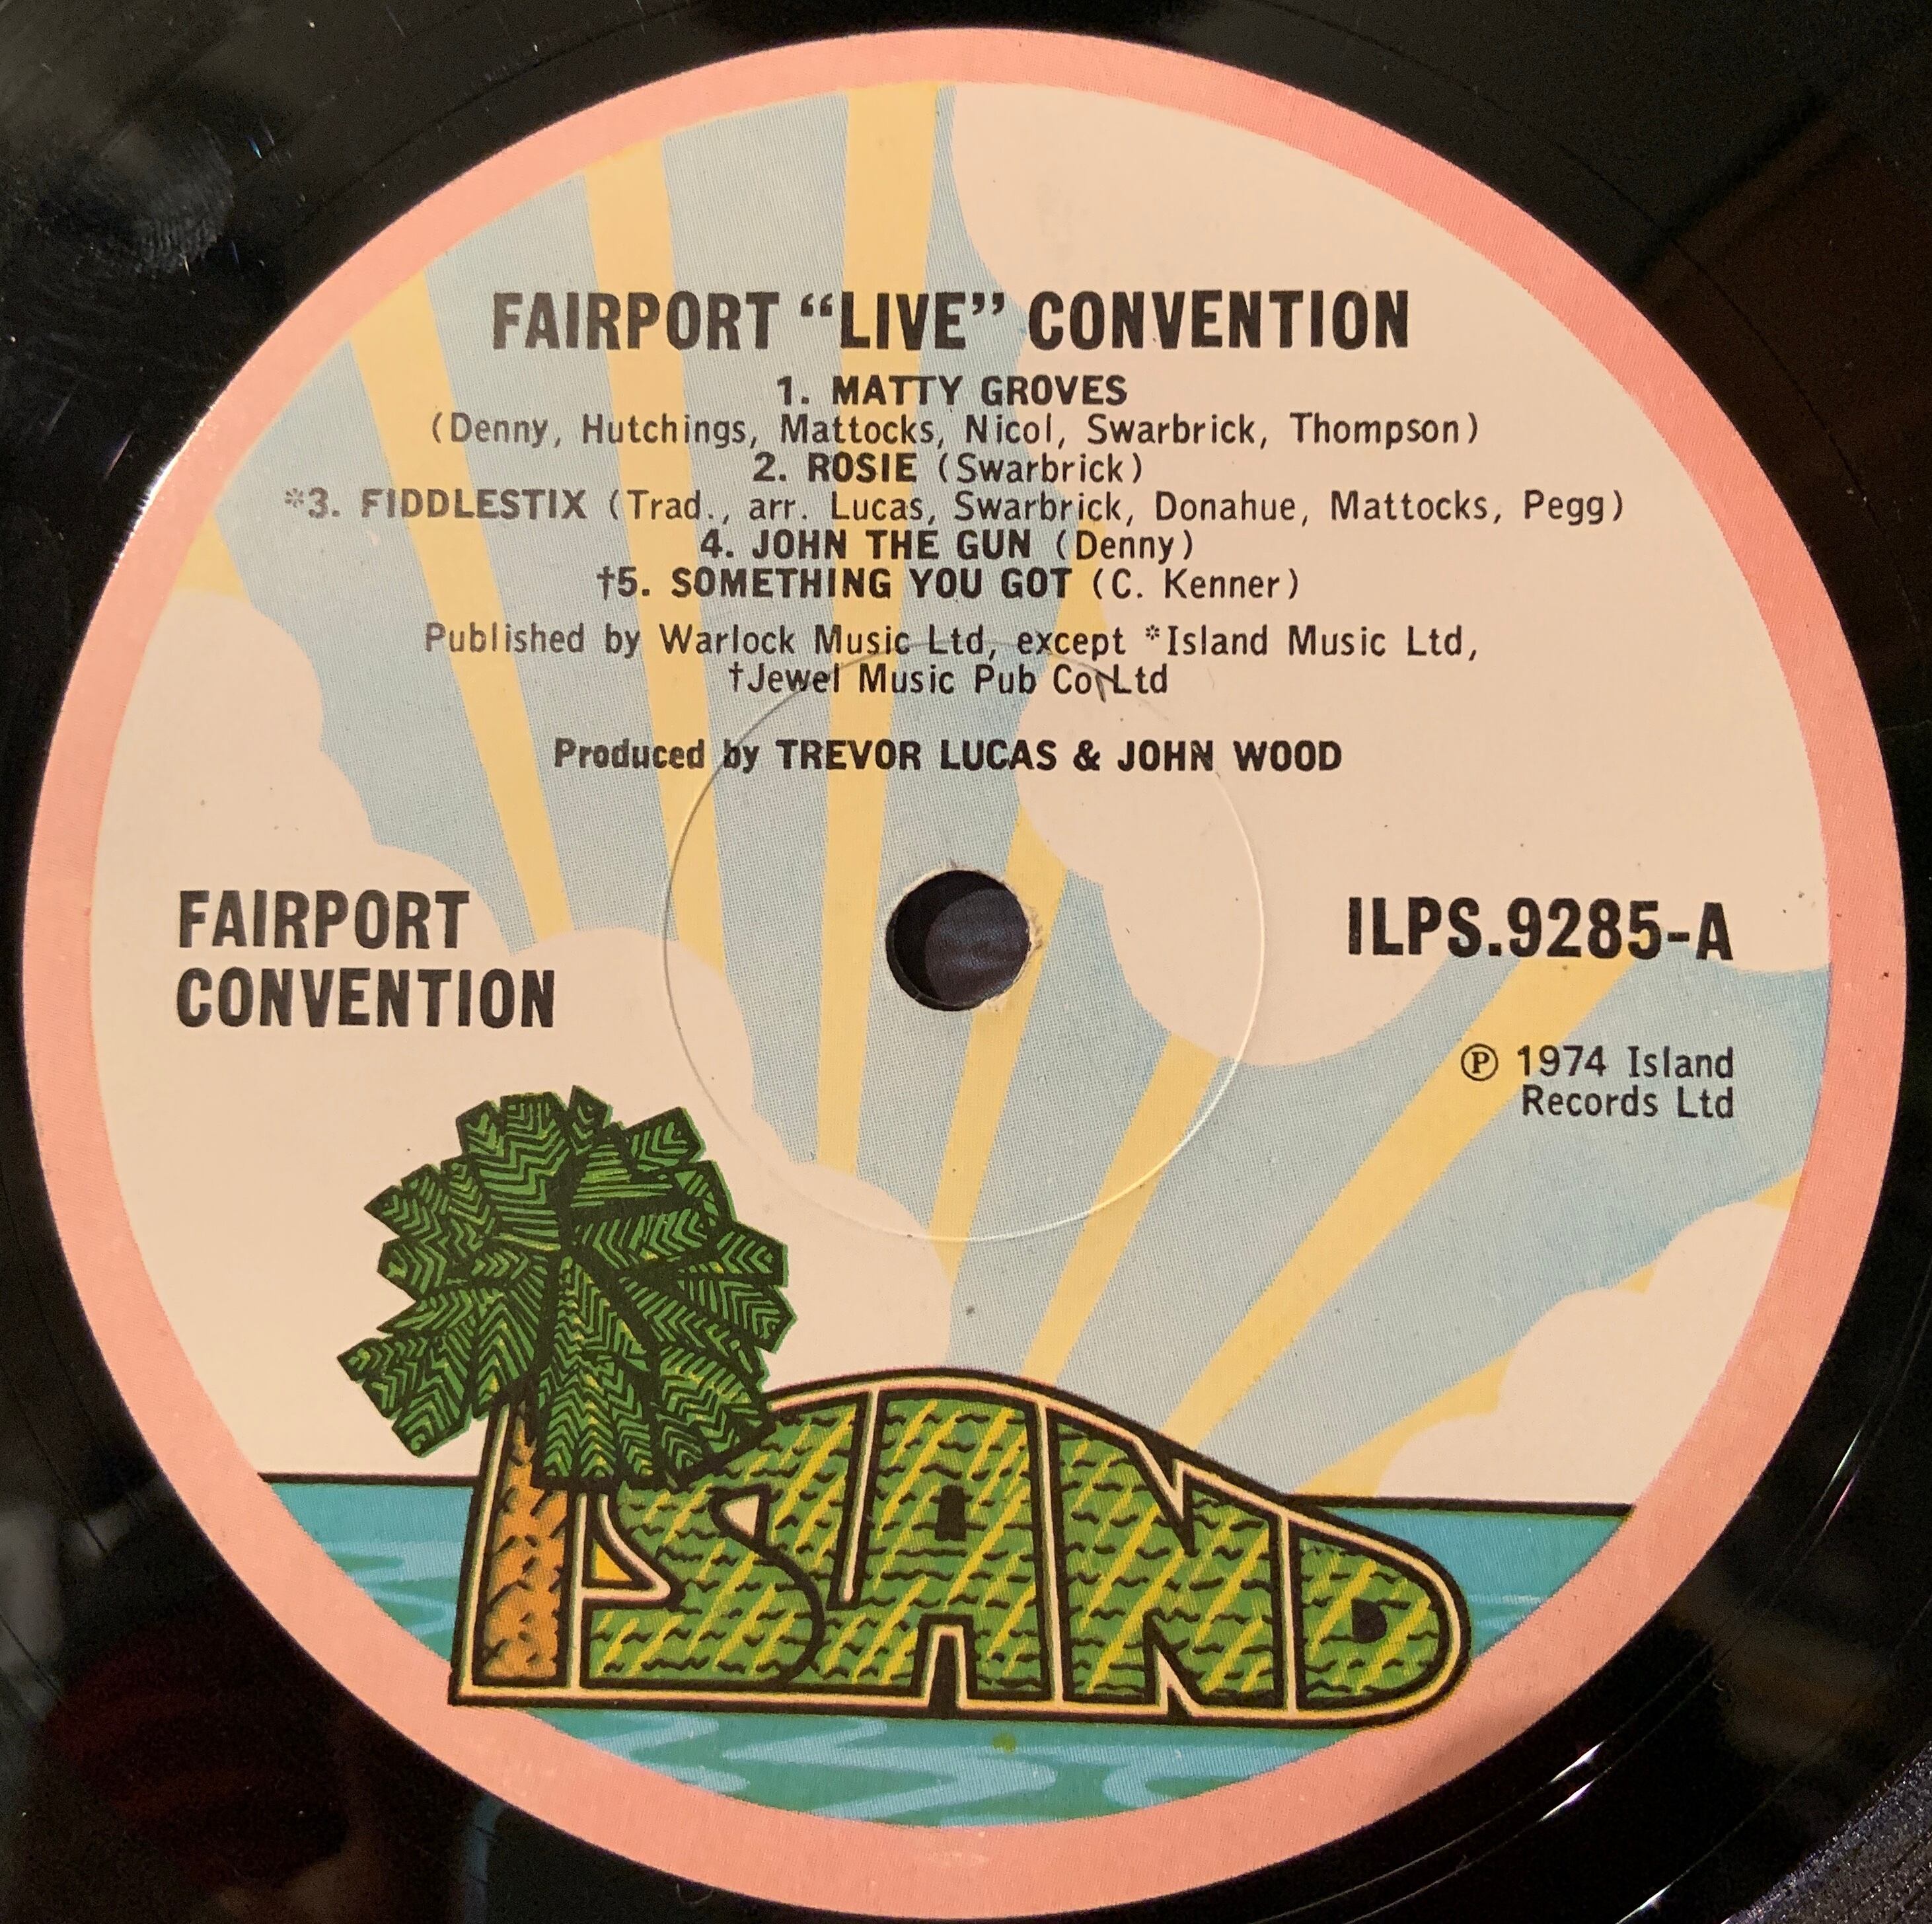 FAIRPORT “LIVE” CONVENTION
1. MATTY GROVES
(Denny, Hutchings, Mattocks, Nicol, Swarbrick, Thompson)
2. ROSIE (Swarbrick)
*3. FIDDLESTIX (Trad., arr. Lucas, Swarbrick, Donahue, Mattocks, Pegg)
4. JOHN THE GUN (Denny)
†5. SOMETHING YOU GOT (C. Kenner)
Published by Warlock Music Ltd, except *Island Music Ltd,
†Jewel Music Pub Co Ltd
Produced by TREVOR LUCAS & JOHN WOOD
FAIRPORT
CONVENTION
ILPS.9285-A
Ⓟ 1974 Island
Records Ltd
ISLAND